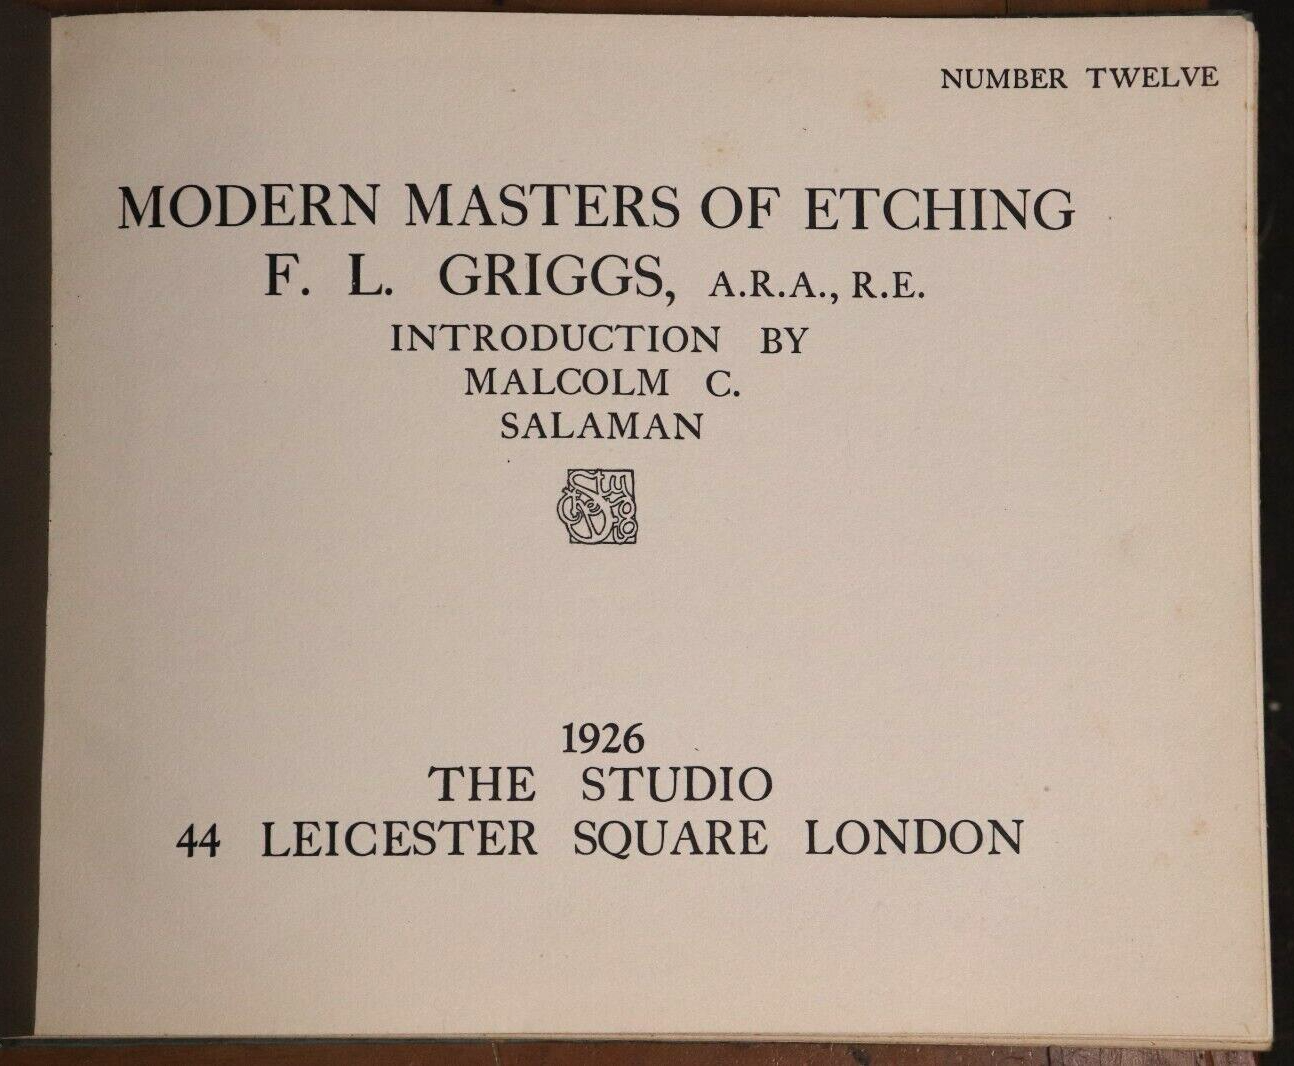 NUMBER TWELVE
MODERN MASTERS OF ETCHING
F. L. GRIGGS, A.R.A., R.E.
INTRODUCTION BY
MALCOLM C.
SALAMAN
1926
THE STUDIO
44 LEICESTER SQUARE LONDON